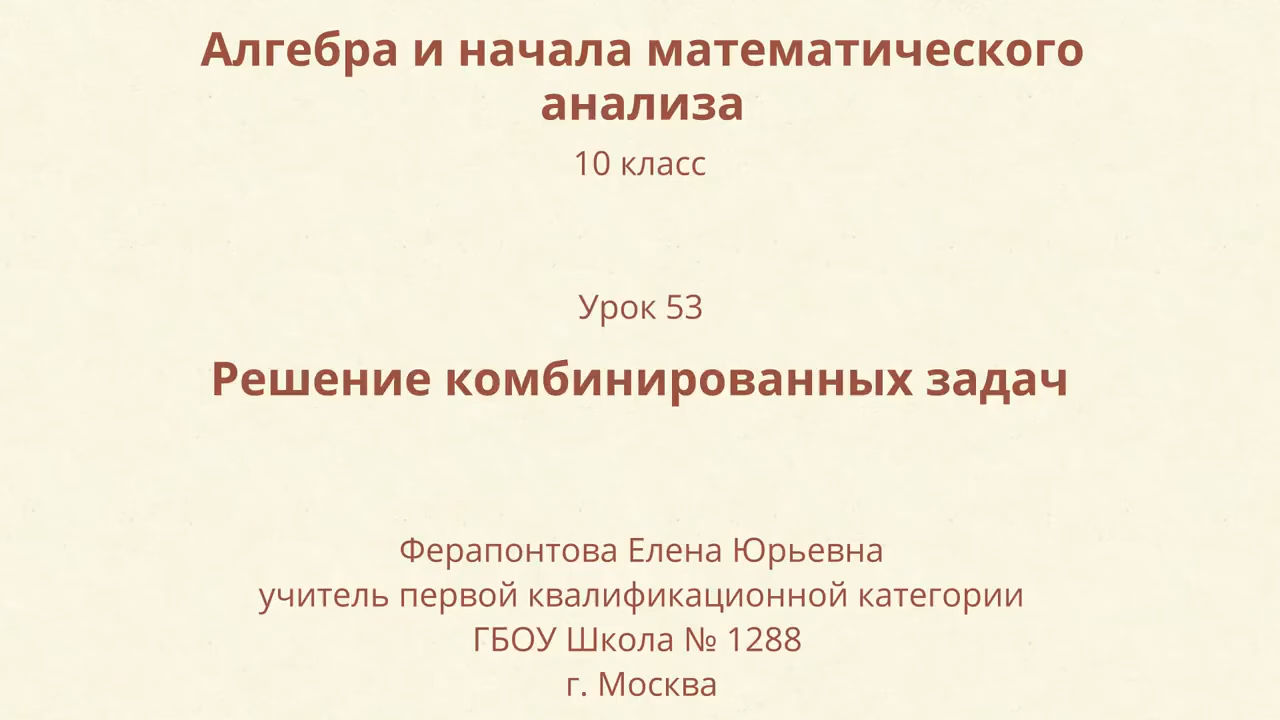 Алгебра и начала математического
анализа
10 класс
Урок 53
Решение комбинированных задач
Ферапонтова Елена Юрьевна
учитель первой квалификационной категории
ГБОУ Школа № 1288
г. Москва